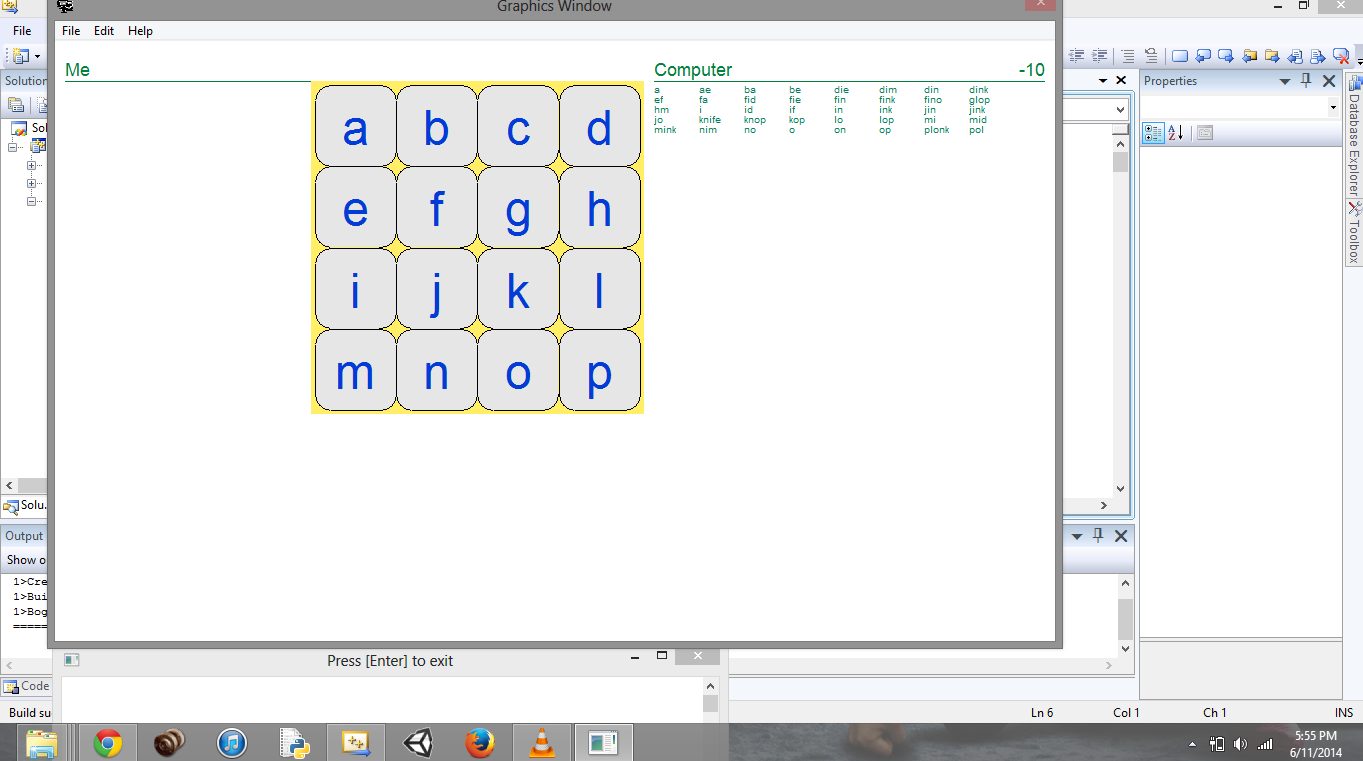 Graphics Window
File
File Edit Help
Solution
Properties
Me
Computer -10
a ae ba be die dim din dink
ef fa fid fie fin fink fino glop
hm i id if in ink jin jink
jo knife knop kop lo lop mi mid
mink nim no o on op plonk pol
a b c d
e f g h
i j k l
m n o p
Sol
Database Explorer
Toolbox
Solu...
Output
Show o
1>Cre
1>Bui
1>Bog
=====
Press [Enter] to exit
Code
Build su
Ln 6 Col 1 Ch 1 INS
5:55 PM
6/11/2014